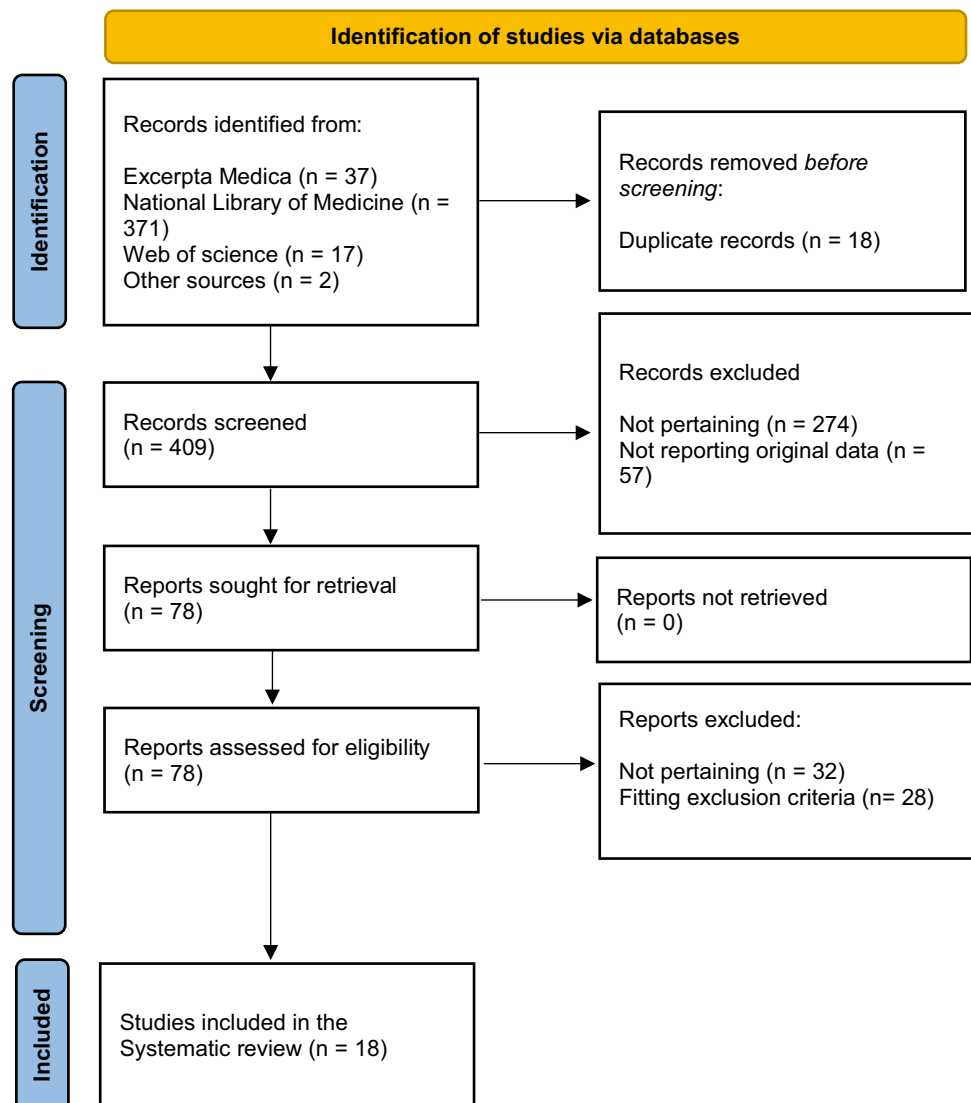 Identification of studies via databases
Identification
Records identified from:
Excerpta Medica (n = 37)
National Library of Medicine (n =
371)
Web of science (n = 17)
Other sources (n = 2)
Records removed before
screening:
Duplicate records (n = 18)
Screening
Records screened
(n = 409)
Records excluded
Not pertaining (n = 274)
Not reporting original data (n =
57)
Reports sought for retrieval
(n = 78)
Reports not retrieved
(n = 0)
Reports assessed for eligibility
(n = 78)
Reports excluded:
Not pertaining (n = 32)
Fitting exclusion criteria (n= 28)
Included
Studies included in the
Systematic review (n = 18)